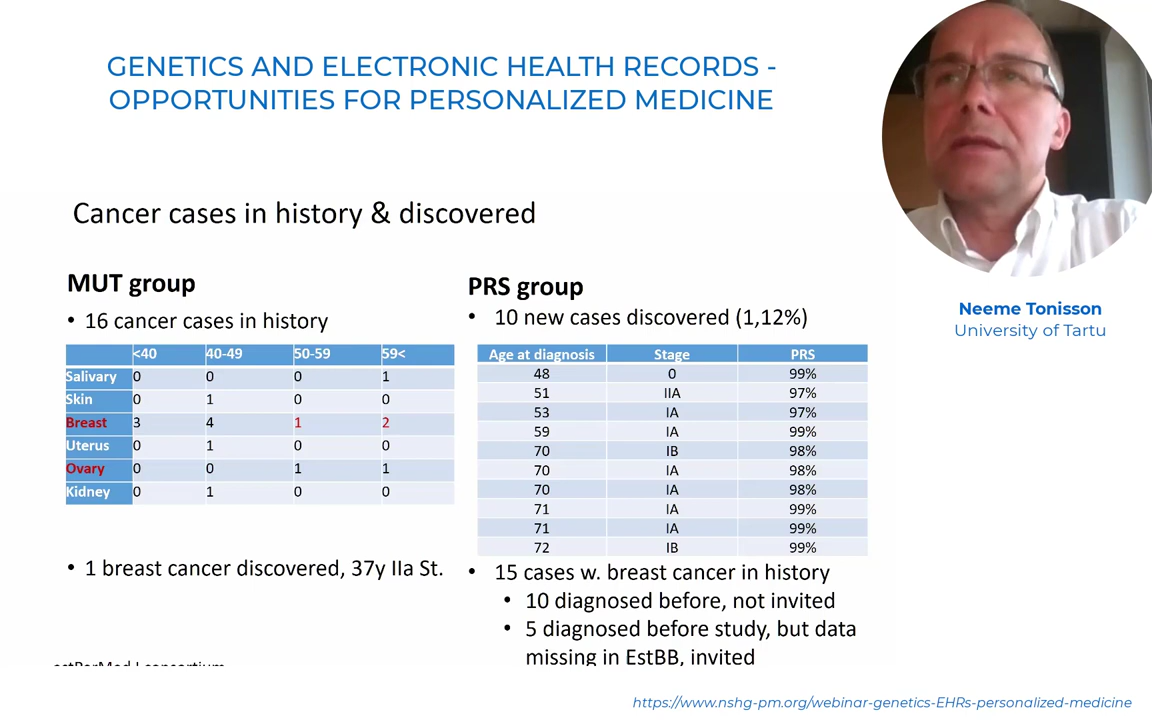 GENETICS AND ELECTRONIC HEALTH RECORDS -
OPPORTUNITIES FOR PERSONALIZED MEDICINE
Neeme Tonisson
University of Tartu
Cancer cases in history & discovered
MUT group
• 16 cancer cases in history
<40 40-49 50-59 59<
Salivary 0 0 0 1
Skin 0 1 0 0
Breast 3 4 1 2
Uterus 0 1 0 0
Ovary 0 0 1 1
Kidney 0 1 0 0
• 1 breast cancer discovered, 37y IIa St.
PRS group
• 10 new cases discovered (1,12%)
Age at diagnosis Stage PRS
48 0 99%
51 IIA 97%
53 IA 97%
59 IA 99%
70 IB 98%
70 IA 98%
70 IA 98%
71 IA 99%
71 IA 99%
72 IB 99%
• 15 cases w. breast cancer in history
• 10 diagnosed before, not invited
• 5 diagnosed before study, but data
missing in EstBB, invited
consortium
https://www.nshg-pm.org/webinar-genetics-EHRs-personalized-medicine